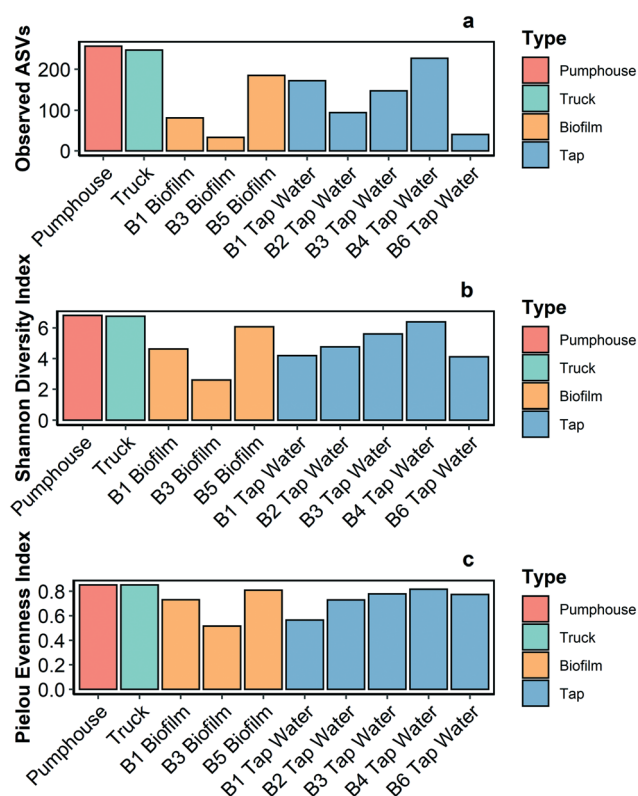 a
Observed ASVs
200
100
0
Pumphouse
Truck
B1 Biofilm
B3 Biofilm
B5 Biofilm
B1 Tap Water
B2 Tap Water
B3 Tap Water
B4 Tap Water
B6 Tap Water
Type
Pumphouse
Truck
Biofilm
Tap
b
Shannon Diversity Index
6
4
2
0
Pumphouse
Truck
B1 Biofilm
B3 Biofilm
B5 Biofilm
B1 Tap Water
B2 Tap Water
B3 Tap Water
B4 Tap Water
B6 Tap Water
Type
Pumphouse
Truck
Biofilm
Tap
c
Pielou Evenness Index
0.8
0.6
0.4
0.2
0.0
Pumphouse
Truck
B1 Biofilm
B3 Biofilm
B5 Biofilm
B1 Tap Water
B2 Tap Water
B3 Tap Water
B4 Tap Water
B6 Tap Water
Type
Pumphouse
Truck
Biofilm
Tap